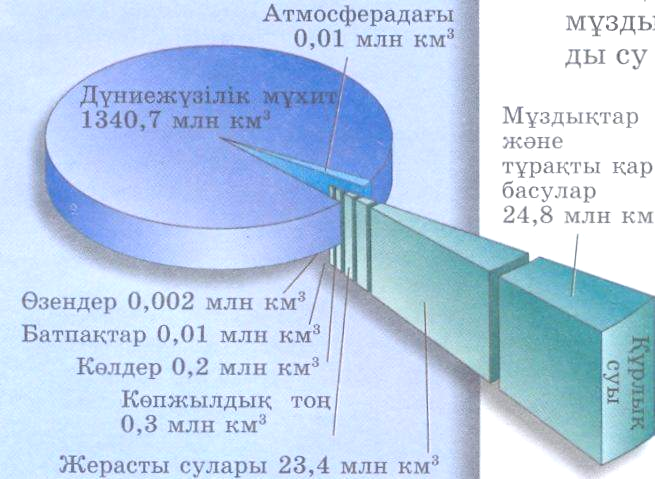 Атмосферадағы
0,01 млн км³
Дүниежүзілік мұхит
1340,7 млн км³
мұзды
ды су
Мұздықтар
және
тұрақты қар
басулар
24,8 млн км
Өзендер 0,002 млн км³
Батпақтар 0,01 млн км³
Көлдер 0,2 млн км³
Көпжылдық тоң
0,3 млн км³
Жерасты сулары 23,4 млн км³
Құрлық
суы